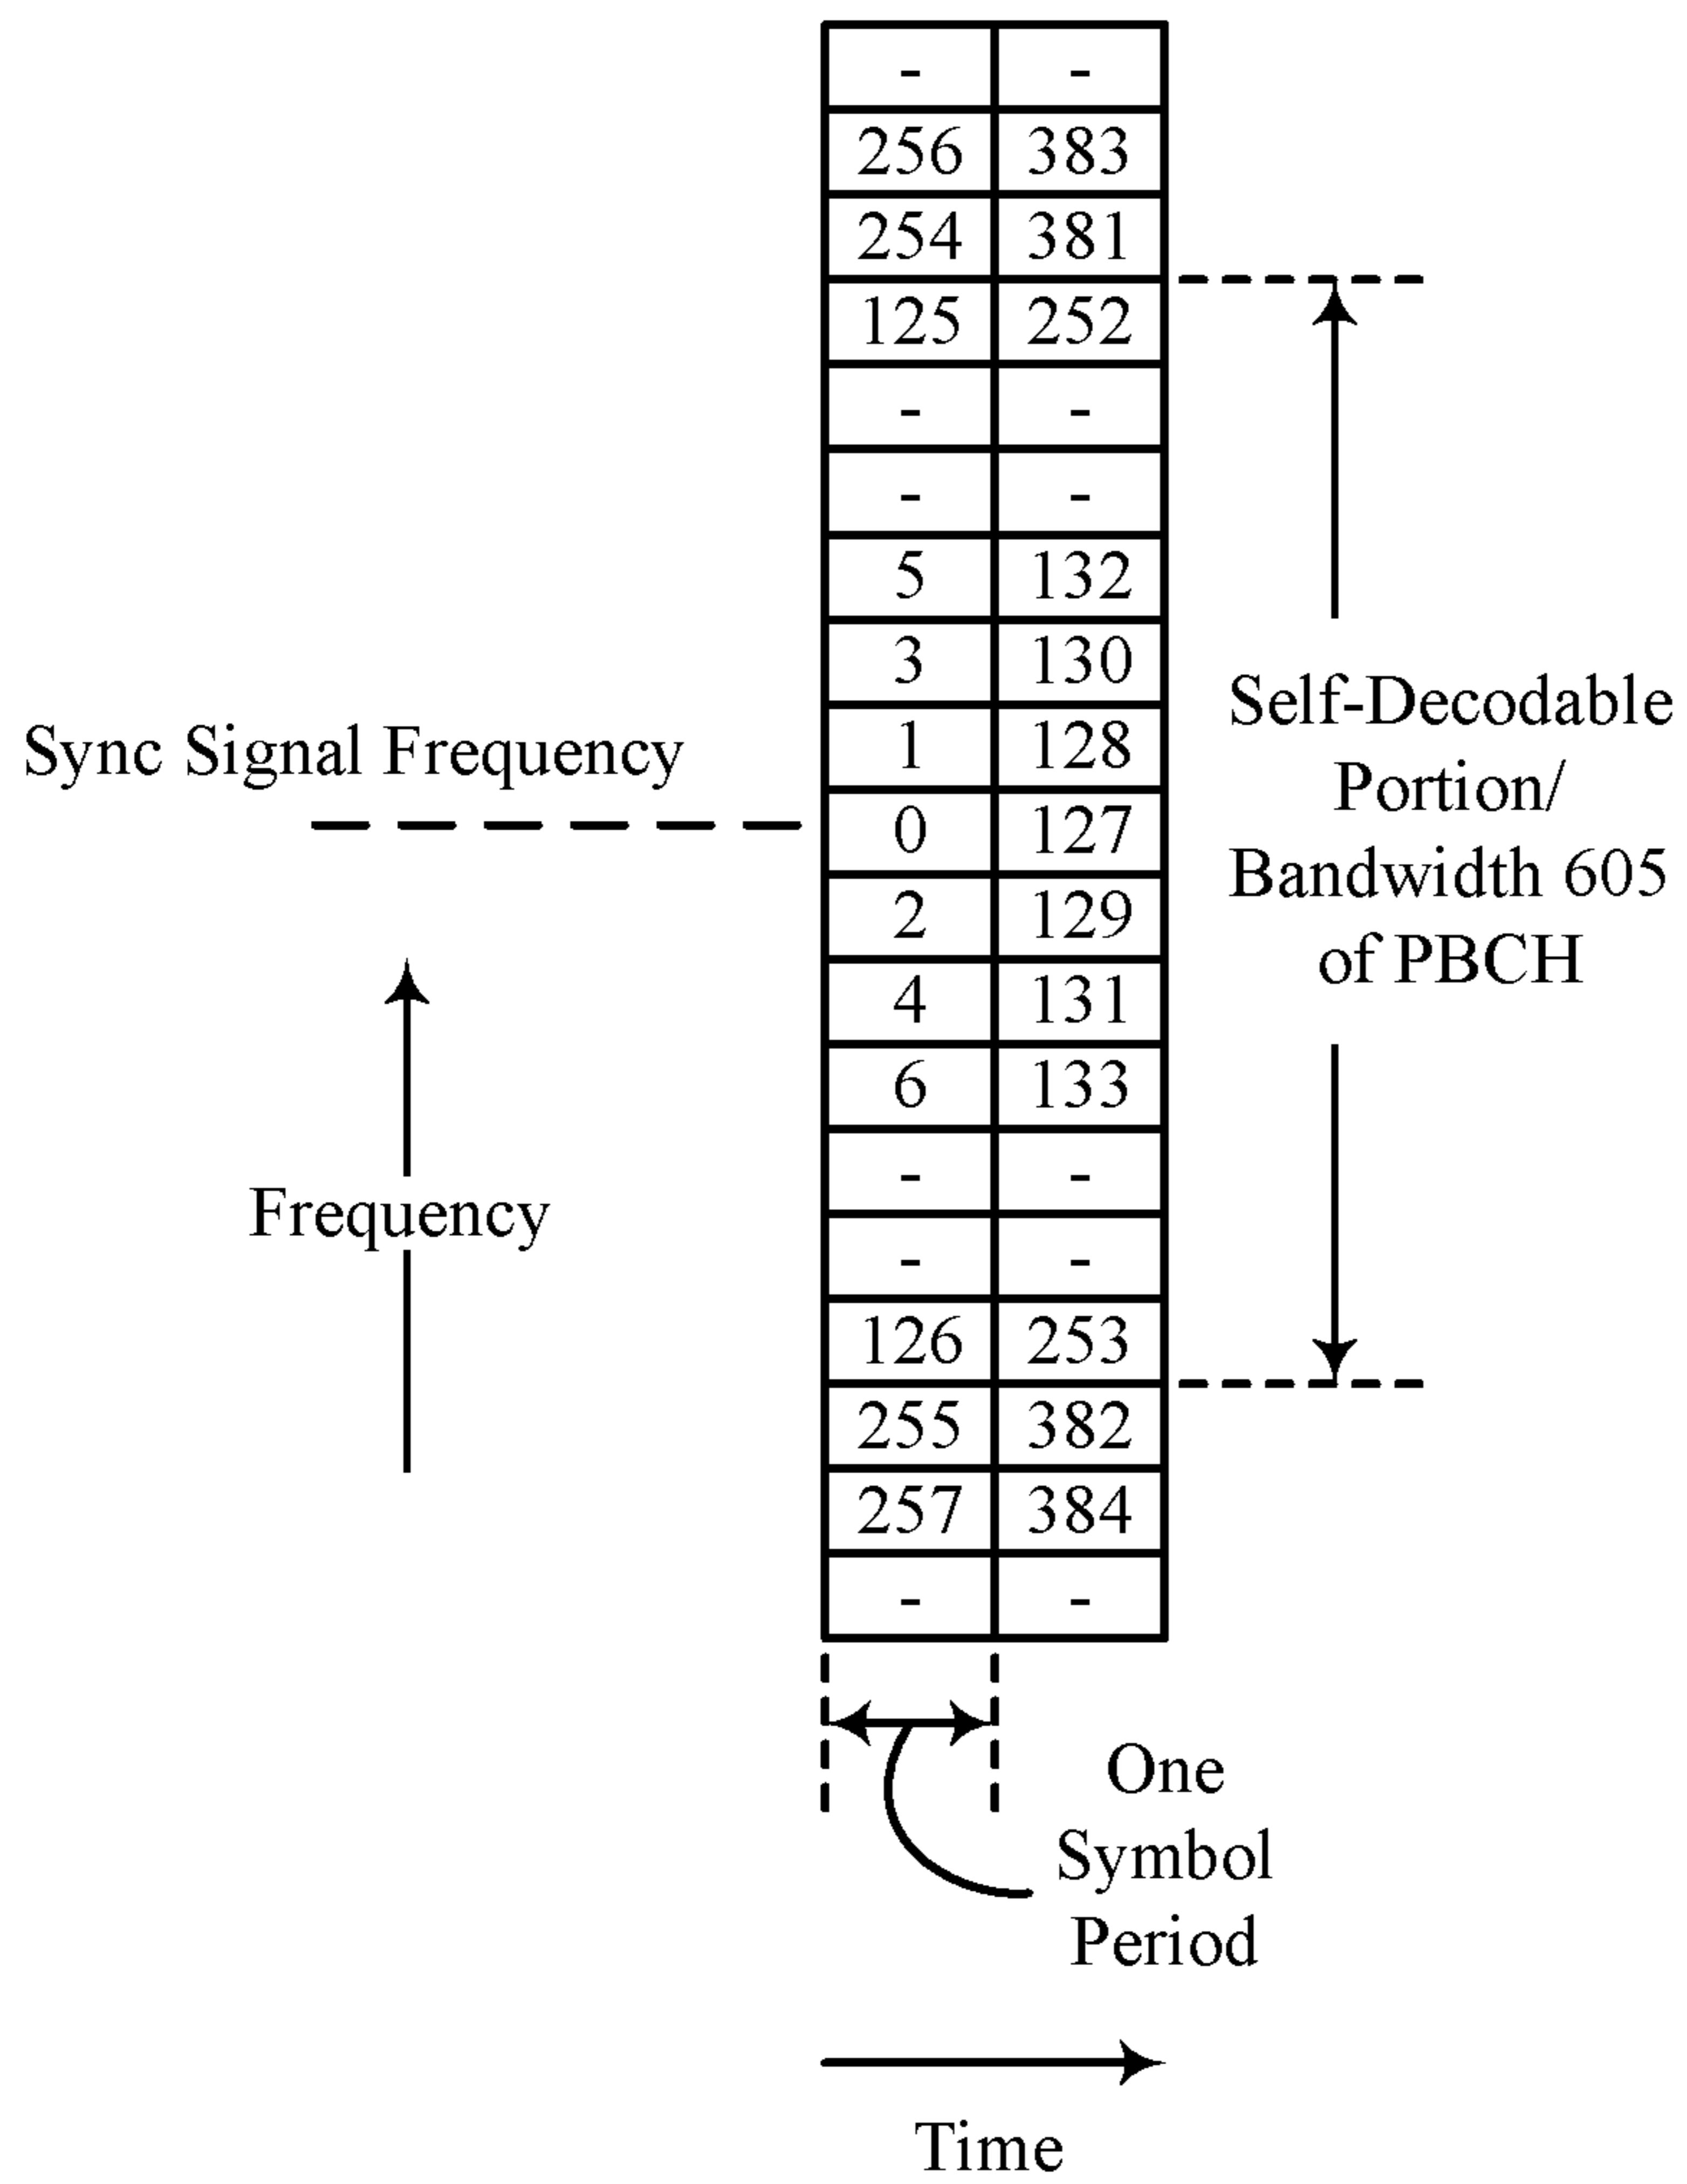 - -
256 383
254 381
125 252
- -
- -
5 132
3 130
1 128
0 127
2 129
4 131
6 133
- -
- -
126 253
255 382
257 384
- -
Sync Signal Frequency
Frequency
Self-Decodable
Portion/
Bandwidth 605
of PBCH
One
Symbol
Period
Time